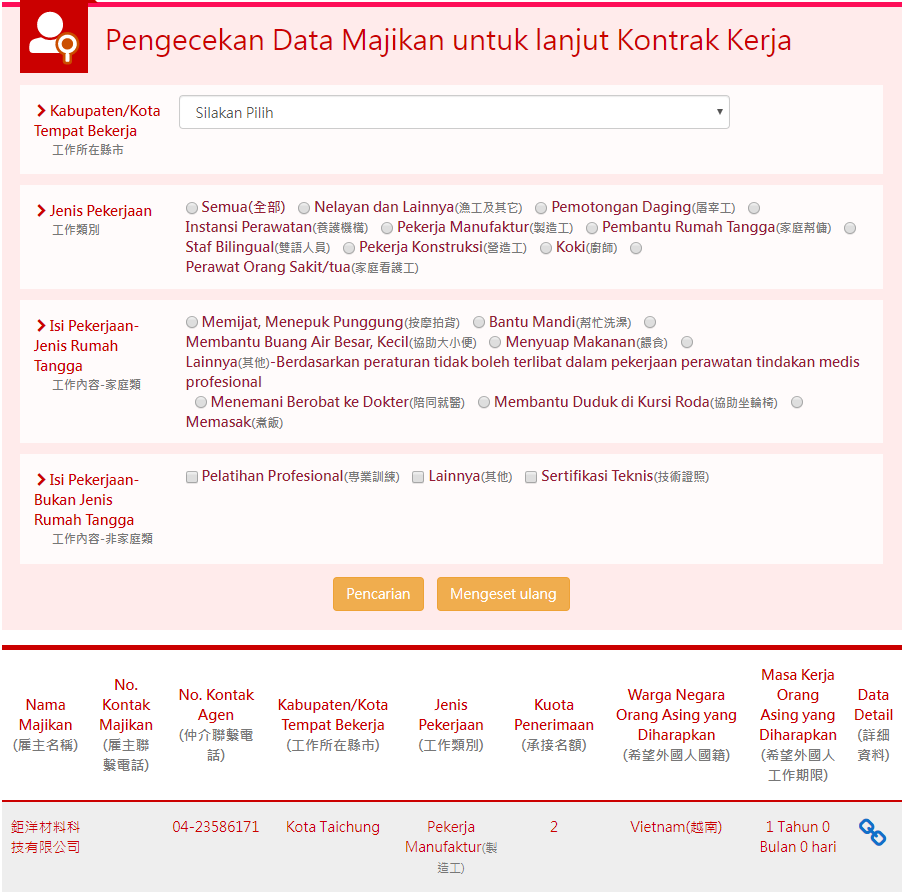 Pengecekan Data Majikan untuk lanjut Kontrak Kerja
Kabupaten/Kota
Tempat Bekerja
工作所在縣市
Silakan Pilih
Jenis Pekerjaan
工作類別
Semua(全部) Nelayan dan Lainnya(漁工及其它) Pemotongan Daging(屠宰工)
Instansi Perawatan(養護機構) Pekerja Manufaktur(製造工) Pembantu Rumah Tangga(家庭幫傭)
Staf Bilingual(雙語人員) Pekerja Konstruksi(營造工) Koki(廚師)
Perawat Orang Sakit/tua(家庭看護工)
Isi Pekerjaan-
Jenis Rumah
Tangga
工作內容-家庭類
Memijat, Menepuk Punggung(按摩拍背) Bantu Mandi(幫忙洗澡)
Membantu Buang Air Besar, Kecil(協助大小便) Menyuap Makanan(餵食)
Lainnya(其他)-Berdasarkan peraturan tidak boleh terlibat dalam pekerjaan perawatan tindakan medis
profesional
Menemani Berobat ke Dokter(陪同就醫) Membantu Duduk di Kursi Roda(協助坐輪椅)
Memasak(煮飯)
Isi Pekerjaan-
Bukan Jenis
Rumah Tangga
工作內容-非家庭類
Pelatihan Profesional(專業訓練) Lainnya(其他) Sertifikasi Teknis(技術證照)
Pencarian Mengeset ulang
Nama
Majikan
(雇主名稱)
No.
Kontak
Majikan
(雇主聯
繫電話)
No. Kontak
Agen
(仲介聯繫電
話)
Kabupaten/Kota
Tempat Bekerja
(工作所在縣市)
Jenis
Pekerjaan
(工作類別)
Kuota
Penerimaan
(承接名額)
Warga Negara
Orang Asing yang
Diharapkan
(希望外國人國籍)
Masa Kerja
Orang
Asing yang
Diharapkan
(希望外國人
工作期限)
Data
Detail
(詳細
資料)
鉅洋材料科
技有限公司
04-23586171
Kota Taichung
Pekerja
Manufaktur(製
造工)
2
Vietnam(越南)
1 Tahun 0
Bulan 0 hari